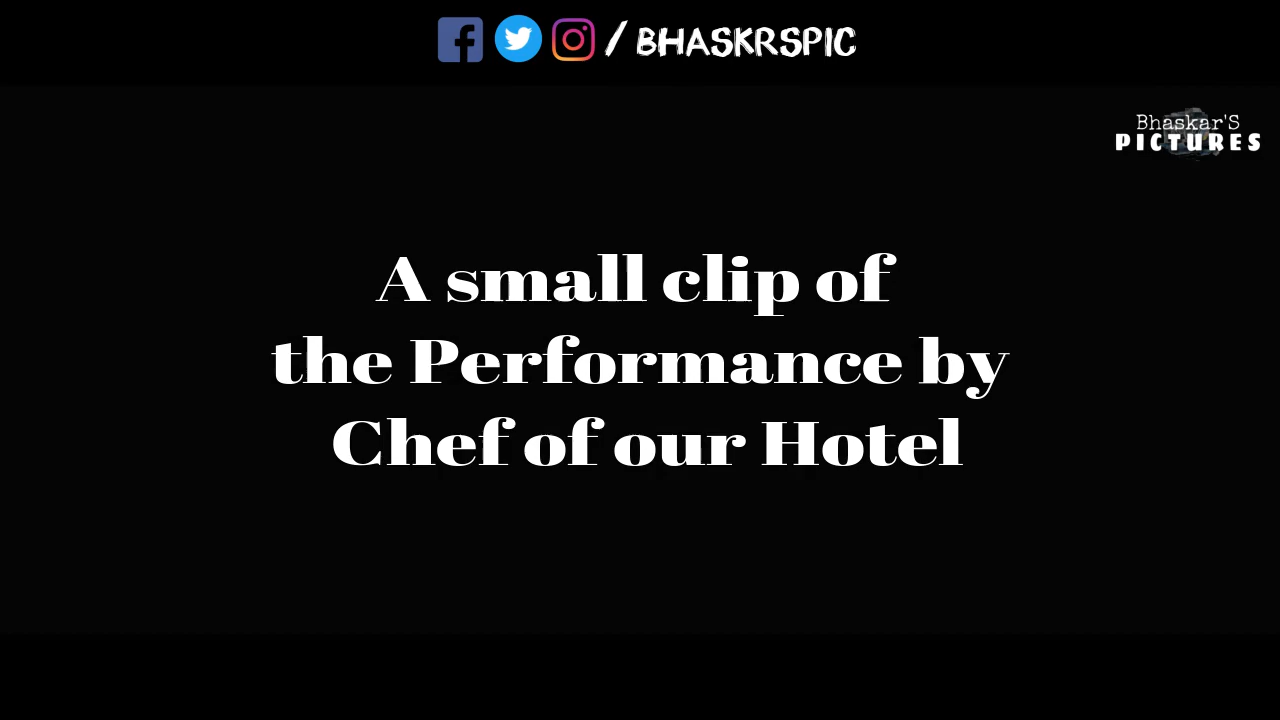 / BHASKRSPIC
Bhaskar'S
PICTURES
A small clip of
the Performance by
Chef of our Hotel